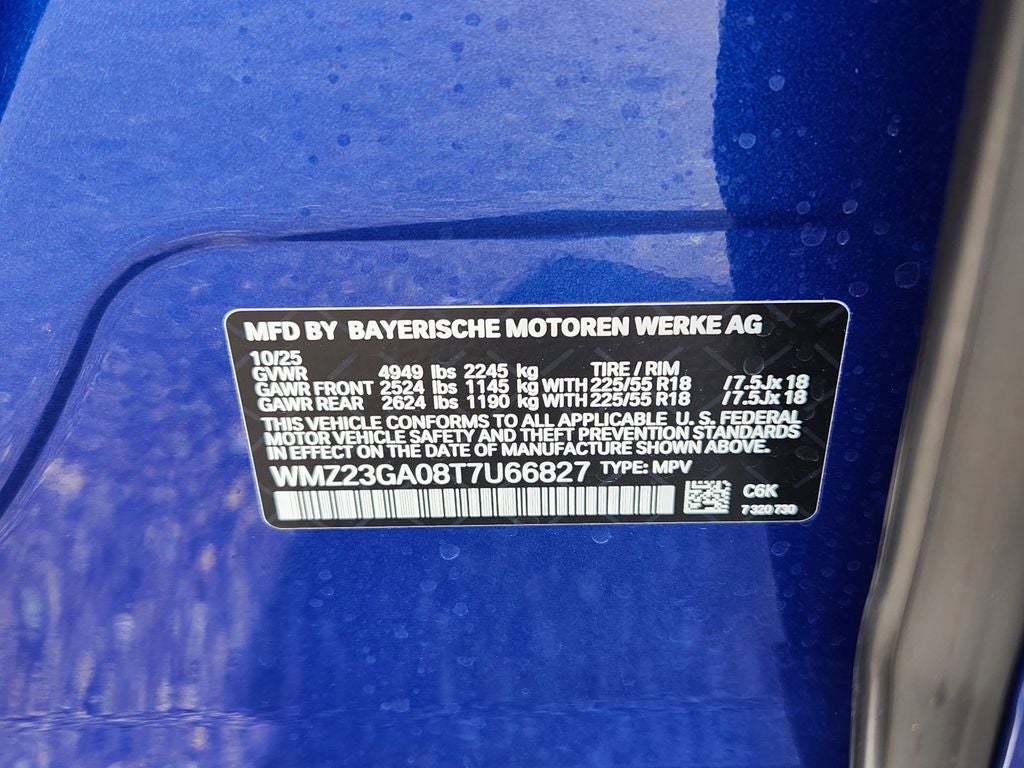 MFD BY BAYERISCHE MOTOREN WERKE AG
10/25
GVWR 4949 lbs 2245 kg TIRE / RIM
GAWR FRONT 2524 lbs 1145 kg WITH 225/55 R18 /7.5Jx 18
GAWR REAR 2624 lbs 1190 kg WITH 225/55 R18 /7.5Jx 18
THIS VEHICLE CONFORMS TO ALL APPLICABLE U.S. FEDERAL
MOTOR VEHICLE SAFETY AND THEFT PREVENTION STANDARDS
IN EFFECT ON THE DATE OF MANUFACTURE SHOWN ABOVE.
WMZ23GA08T7U66827 TYPE: MPV
C6K
7 320 730